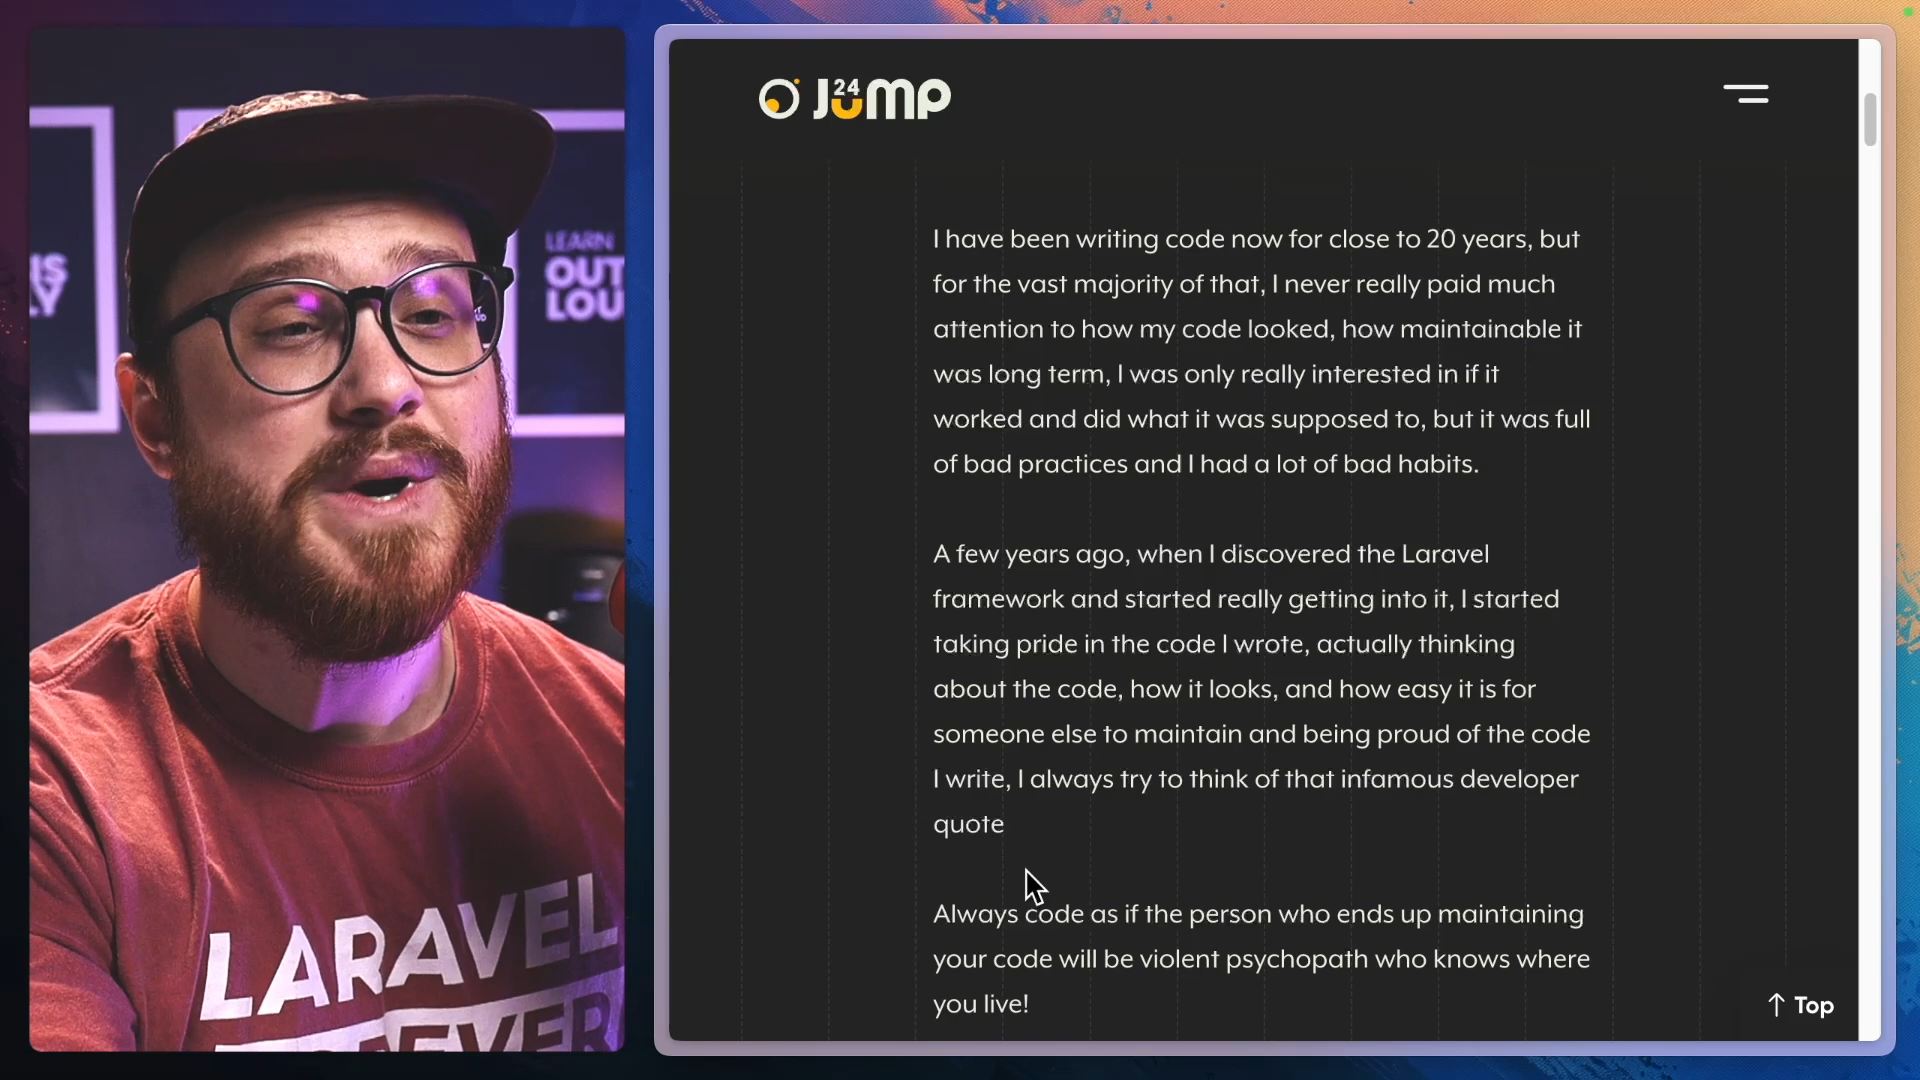 IS
LY
LEARN
OUT
LOU
LARAVEL
FOREVER
JUMP
24
I have been writing code now for close to 20 years, but
for the vast majority of that, I never really paid much
attention to how my code looked, how maintainable it
was long term, I was only really interested in if it
worked and did what it was supposed to, but it was full
of bad practices and I had a lot of bad habits.
A few years ago, when I discovered the Laravel
framework and started really getting into it, I started
taking pride in the code I wrote, actually thinking
about the code, how it looks, and how easy it is for
someone else to maintain and being proud of the code
I write, I always try to think of that infamous developer
quote
Always code as if the person who ends up maintaining
your code will be violent psychopath who knows where
you live!
↑ Top